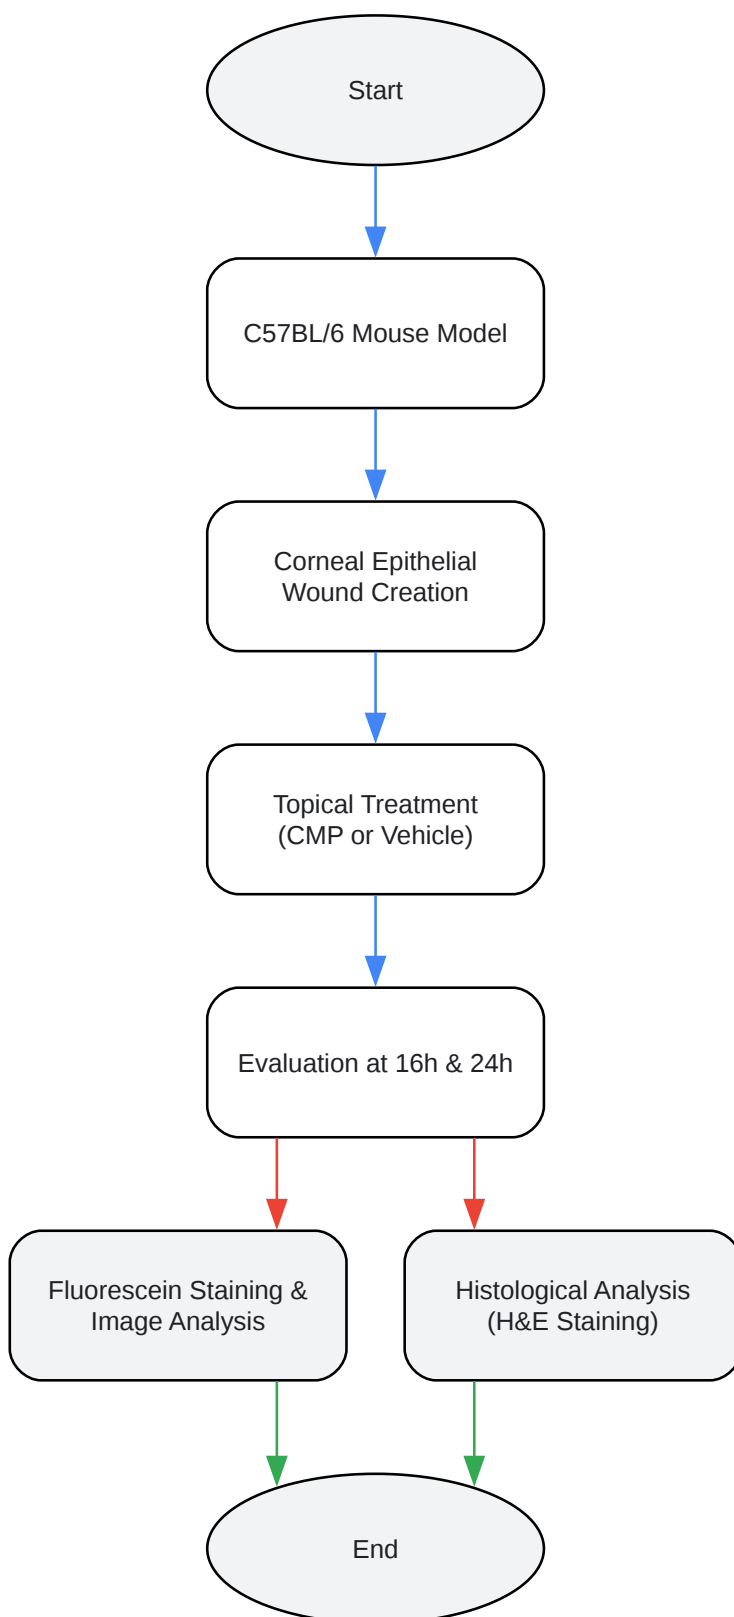 Start
C57BL/6 Mouse Model
Corneal Epithelial
Wound Creation
Topical Treatment
(CMP or Vehicle)
Evaluation at 16h & 24h
Fluorescein Staining &
Image Analysis
Histological Analysis
(H&E Staining)
End